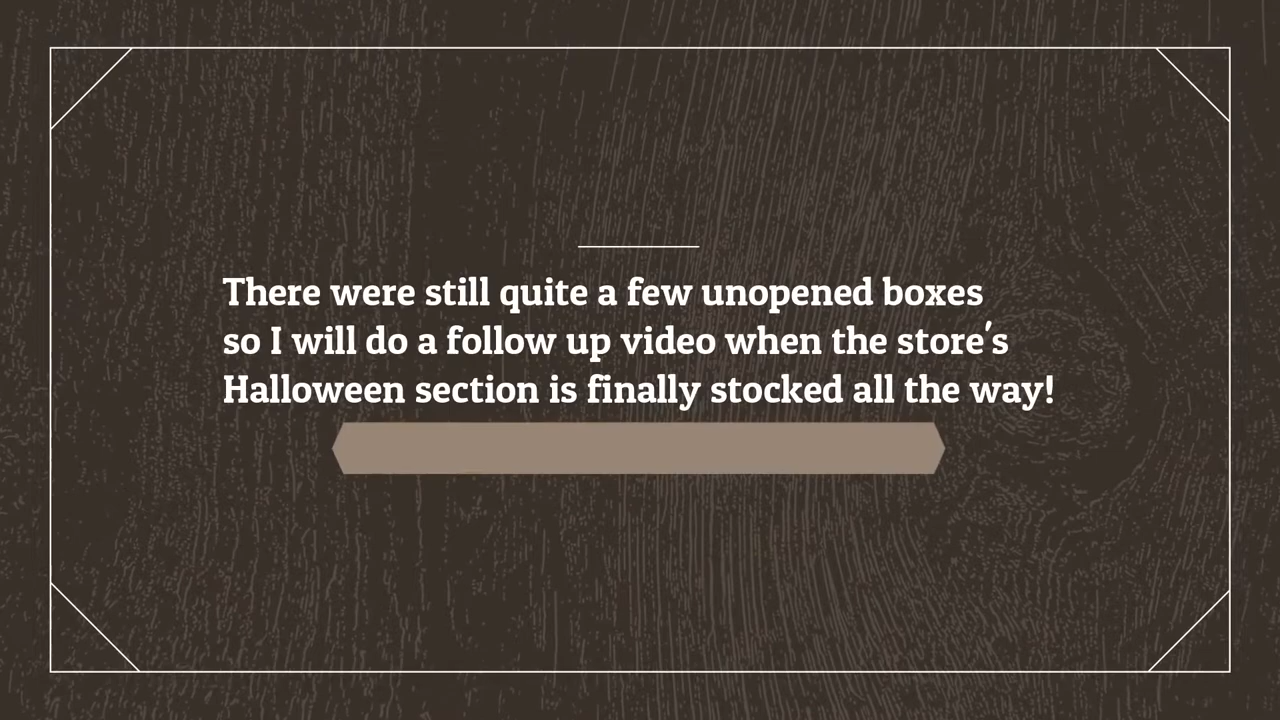 There were still quite a few unopened boxes
so I will do a follow up video when the store's
Halloween section is finally stocked all the way!